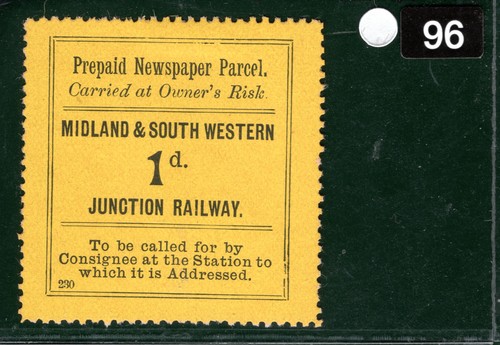 96
Prepaid Newspaper Parcel.
Carried at Owner's Risk.
MIDLAND & SOUTH WESTERN
1d.
JUNCTION RAILWAY.
To be called for by
Consignee at the Station to
which it is Addressed.
230